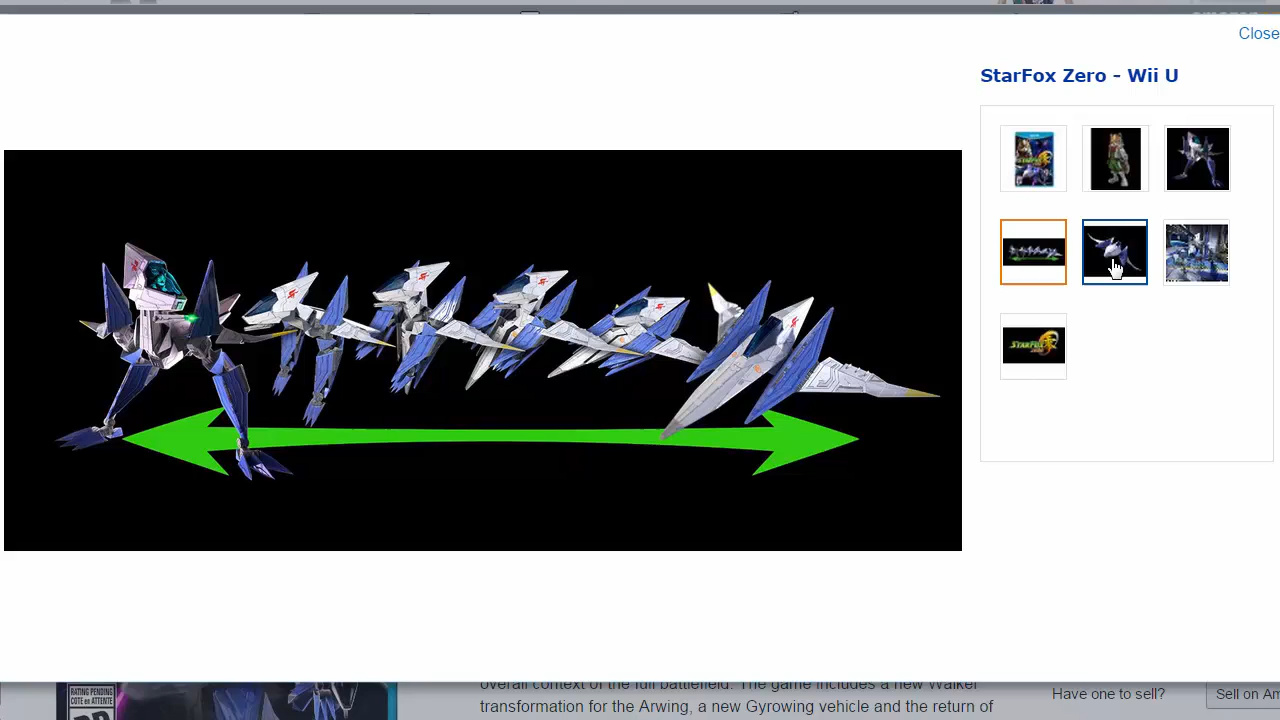 Close
StarFox Zero - Wii U
STARFOX
RATING PENDING
COTE en ATTENTE
RP
overall context of the full battlefield. The game includes a new Walker
transformation for the Arwing, a new Gyrowing vehicle and the return of
Have one to sell?
Sell on Am